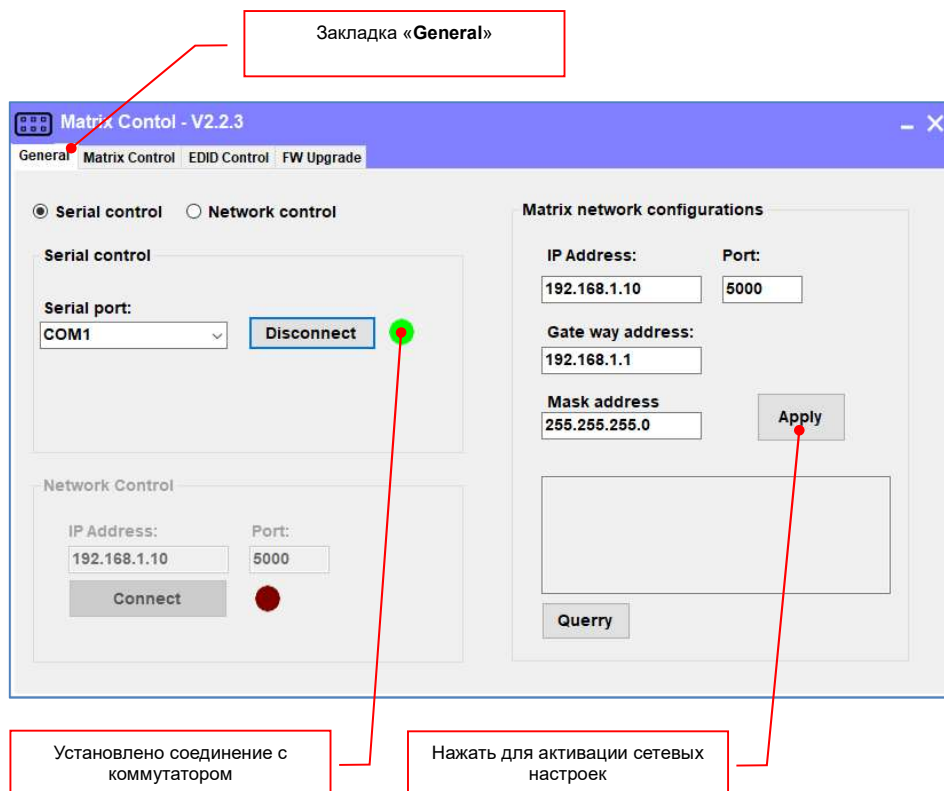 Закладка «General»
Matrix Contol - V2.2.3
General Matrix Control EDID Control FW Upgrade
Serial control Network control
Serial control
Serial port:
COM1 Disconnect
Network Control
IP Address: Port:
192.168.1.10 5000
Connect
Matrix network configurations
IP Address: Port:
192.168.1.10 5000
Gate way address:
192.168.1.1
Mask address
255.255.255.0
Apply
Querry
Установлено соединение с
коммутатором
Нажать для активации сетевых
настроек